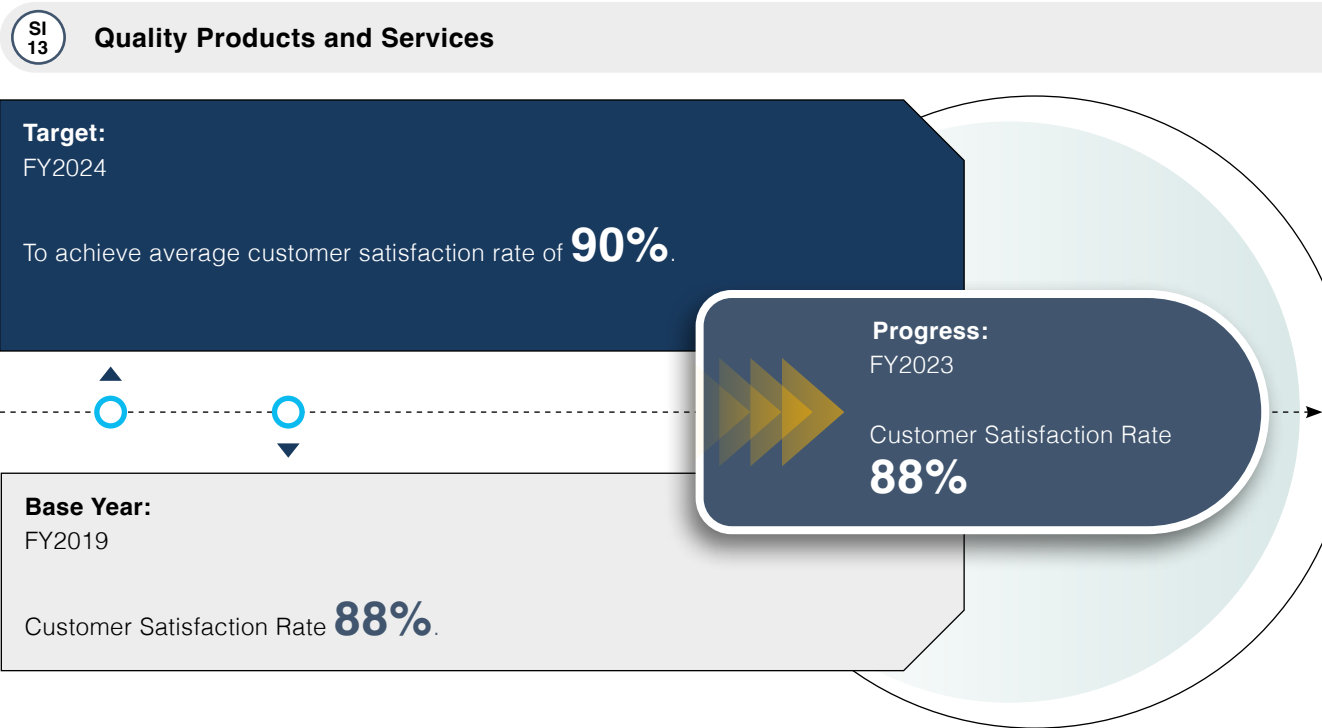 SI
13
Quality Products and Services
Target:
FY2024
To achieve average customer satisfaction rate of 90%.
Progress:
FY2023
Customer Satisfaction Rate
88%
Base Year:
FY2019
Customer Satisfaction Rate 88%.